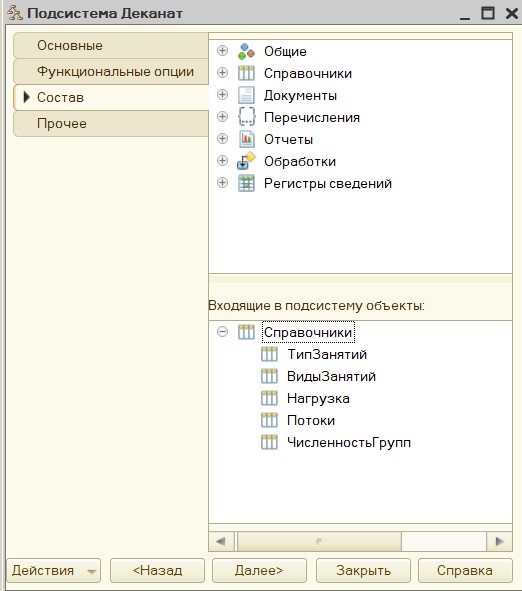 Подсистема Деканат
Основные
Функциональные опции
Состав
Прочее
Общие
Справочники
Документы
Перечисления
Отчеты
Обработки
Регистры сведений
Входящие в подсистему объекты:
Справочники
ТипЗанятий
ВидыЗанятий
Нагрузка
Потоки
ЧисленностьГрупп
Действия <Назад Далее> Закрыть Справка